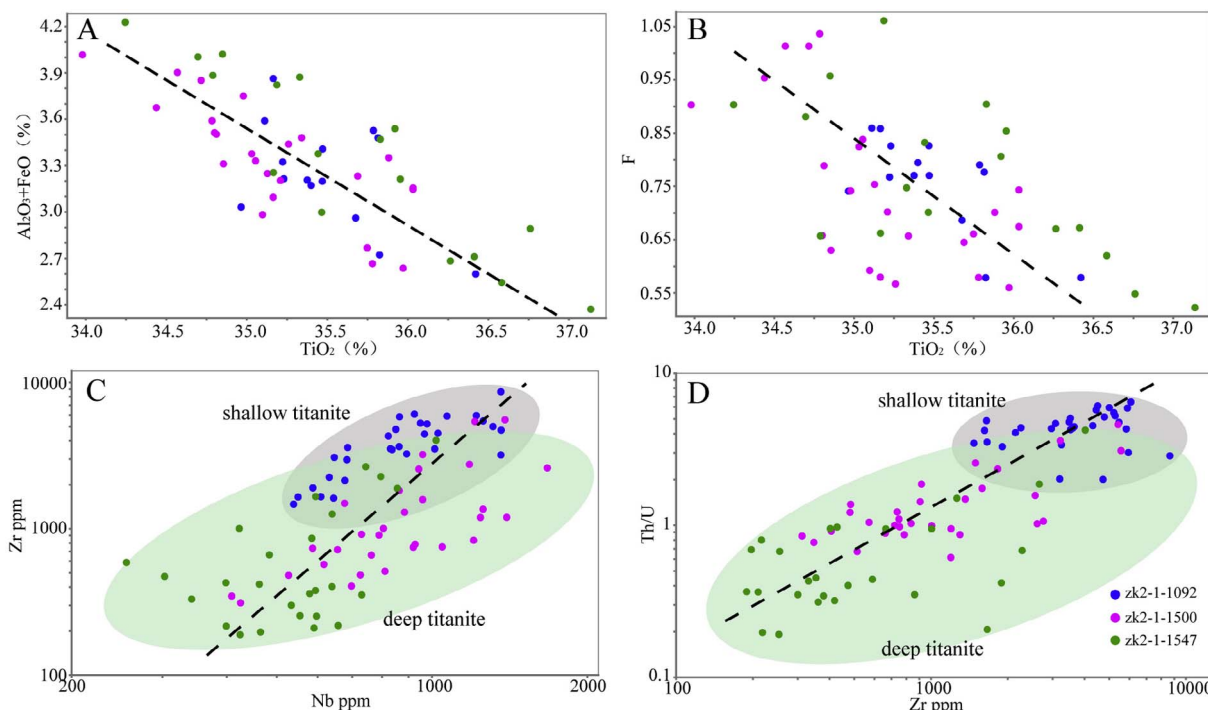 A
4.2
3.9
3.6
3.3
3.0
2.7
2.4
Al₂O₃+FeO（%）
34.0 34.5 35.0 35.5 36.0 36.5 37.0
TiO₂（%）
B
1.05
0.95
0.85
0.75
0.65
0.55
F
34.0 34.5 35.0 35.5 36.0 36.5 37.0
TiO₂（%）
C
10000
1000
100
Zr ppm
shallow titanite
deep titanite
200 1000 2000
Nb ppm
D
10
1
0.1
Th/U
shallow titanite
zk2-1-1092
zk2-1-1500
zk2-1-1547
deep titanite
100 1000 10000
Zr ppm